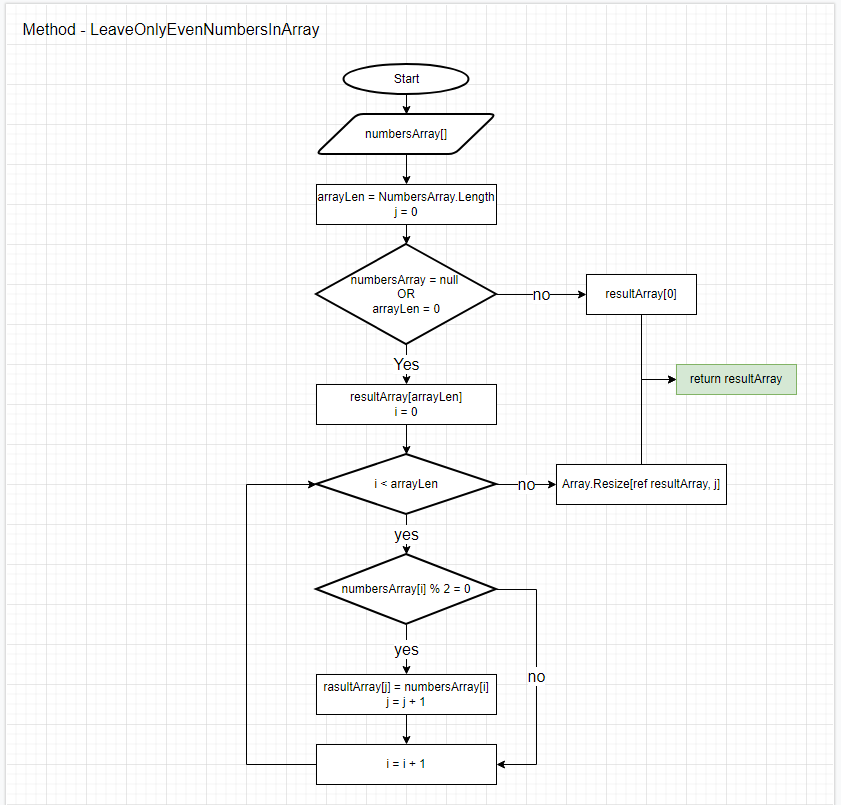 Method - LeaveOnlyEvenNumbersInArray
Start
numbersArray[]
arrayLen = NumbersArray.Length
j = 0
numbersArray = null
OR
arrayLen = 0
no
resultArray[0]
Yes
return resultArray
resultArray[arrayLen]
i = 0
i < arrayLen
no
Array.Resize[ref resultArray, j]
yes
numbersArray[i] % 2 = 0
yes
no
rasultArray[j] = numbersArray[i]
j = j + 1
i = i + 1